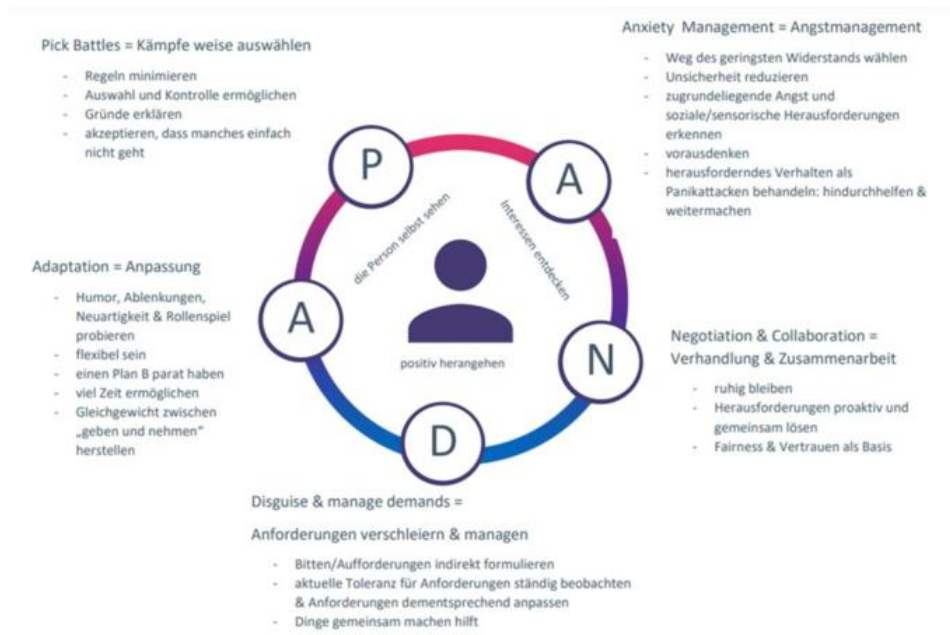 Pick Battles = Kämpfe weise auswählen
- Regeln minimieren
- Auswahl und Kontrolle ermöglichen
- Gründe erklären
- akzeptieren, dass manches einfach
nicht geht
Anxiety Management = Angstmanagement
- Weg des geringsten Widerstands wählen
- Unsicherheit reduzieren
- zugrundeliegende Angst und
soziale/sensorische Herausforderungen
erkennen
- vorausdenken
- herausforderndes Verhalten als
Panikattacken behandeln: hindurchhelfen &
weitermachen
P
A
N
D
A
die Person selbst sehen
Interessen entdecken
positiv herangehen
Negotiation & Collaboration =
Verhandlung & Zusammenarbeit
- ruhig bleiben
- Herausforderungen proaktiv und
gemeinsam lösen
- Fairness & Vertrauen als Basis
Disguise & manage demands =
Anforderungen verschleiern & managen
- Bitten/Aufforderungen indirekt formulieren
- aktuelle Toleranz für Anforderungen ständig beobachten
& Anforderungen dementsprechend anpassen
- Dinge gemeinsam machen hilft
Adaptation = Anpassung
- Humor, Ablenkungen,
Neuartigkeit & Rollenspiel
probieren
- flexibel sein
- einen Plan B parat haben
- viel Zeit ermöglichen
- Gleichgewicht zwischen
„geben und nehmen"
herstellen